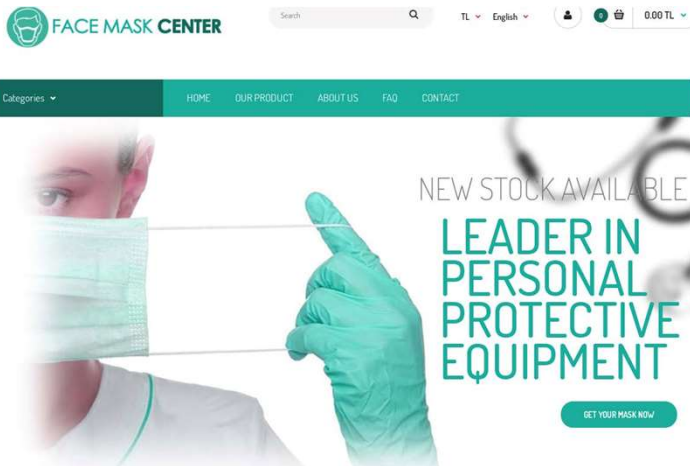 FACE MASK CENTER
Search
TL
English
0
0.00 TL
Categories
HOME
OUR PRODUCT
ABOUT US
FAQ
CONTACT
NEW STOCK AVAILABLE
LEADER IN
PERSONAL
PROTECTIVE
EQUIPMENT
GET YOUR MASK NOW